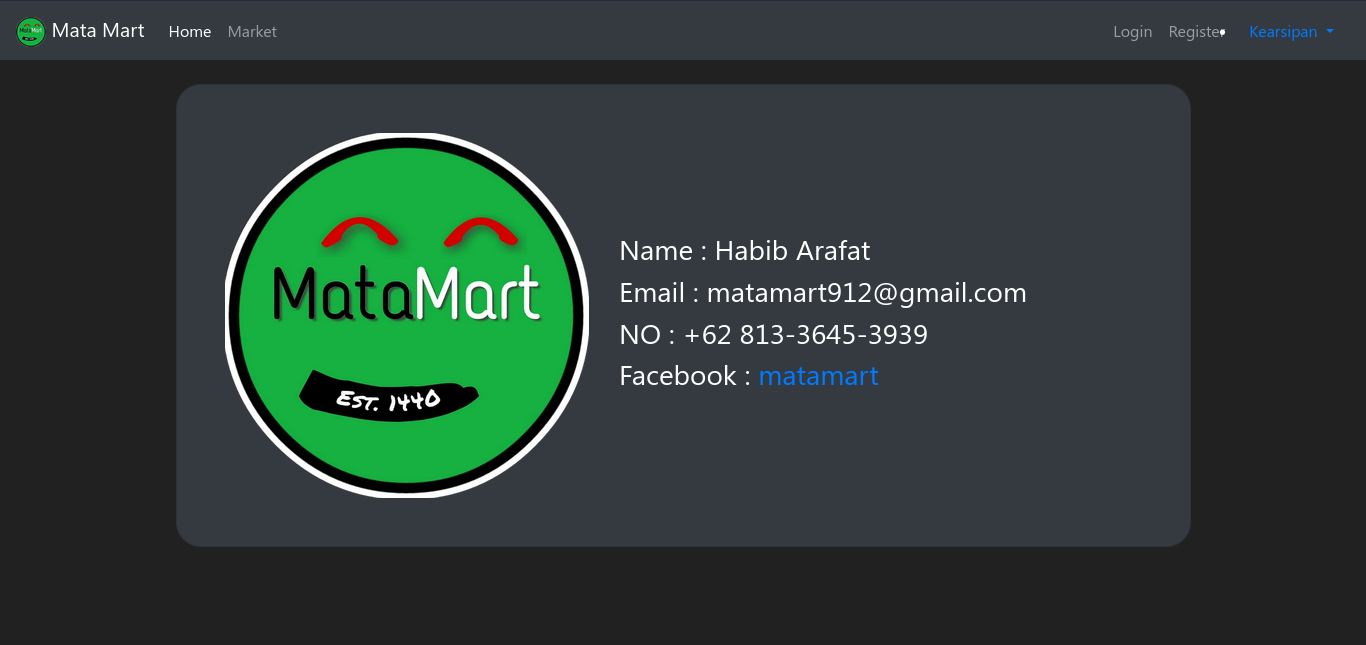 Mata Mart Home Market Login Register Kearsipan
MataMart
EST. 1440
Name : Habib Arafat
Email : matamart912@gmail.com
NO : +62 813-3645-3939
Facebook : matamart